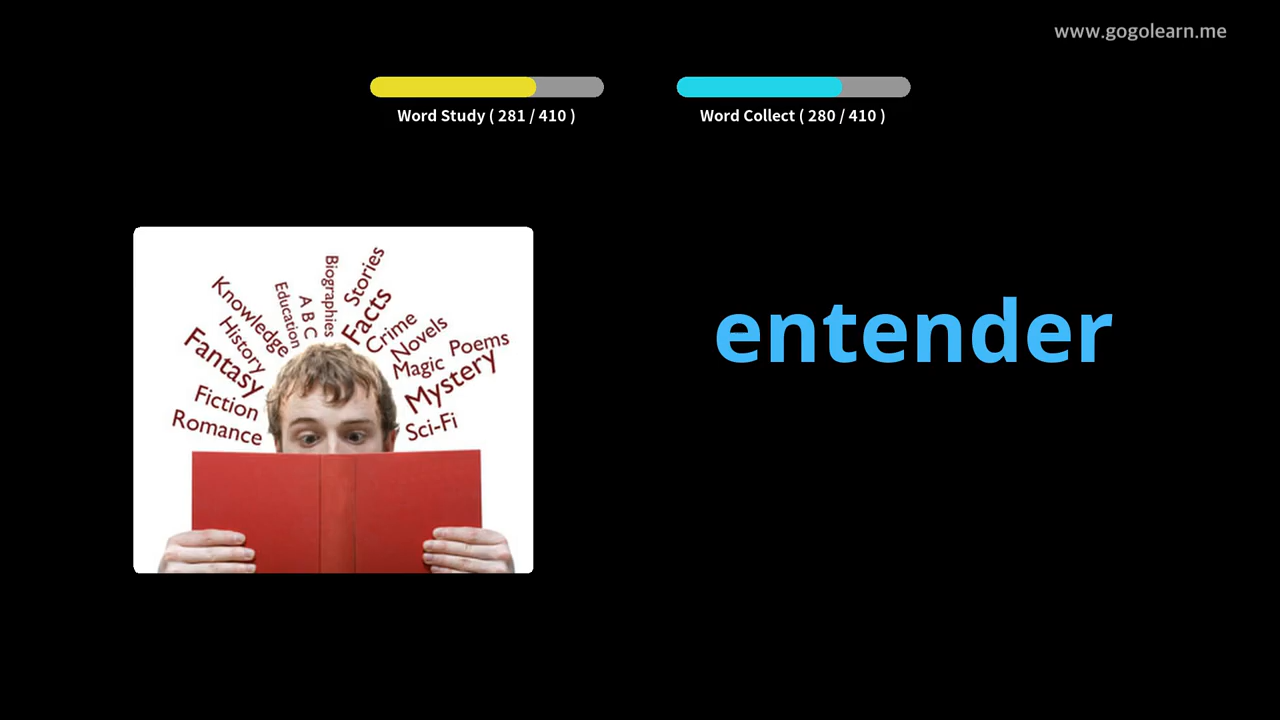 www.gogolearn.me
Word Study ( 281 / 410 )
Word Collect ( 280 / 410 )
Knowledge
Education
A B C
Biographies
Stories
Facts
Crime
Novels
Poems
History
Fantasy
Magic
Mystery
Fiction
Romance
Sci-Fi
entender